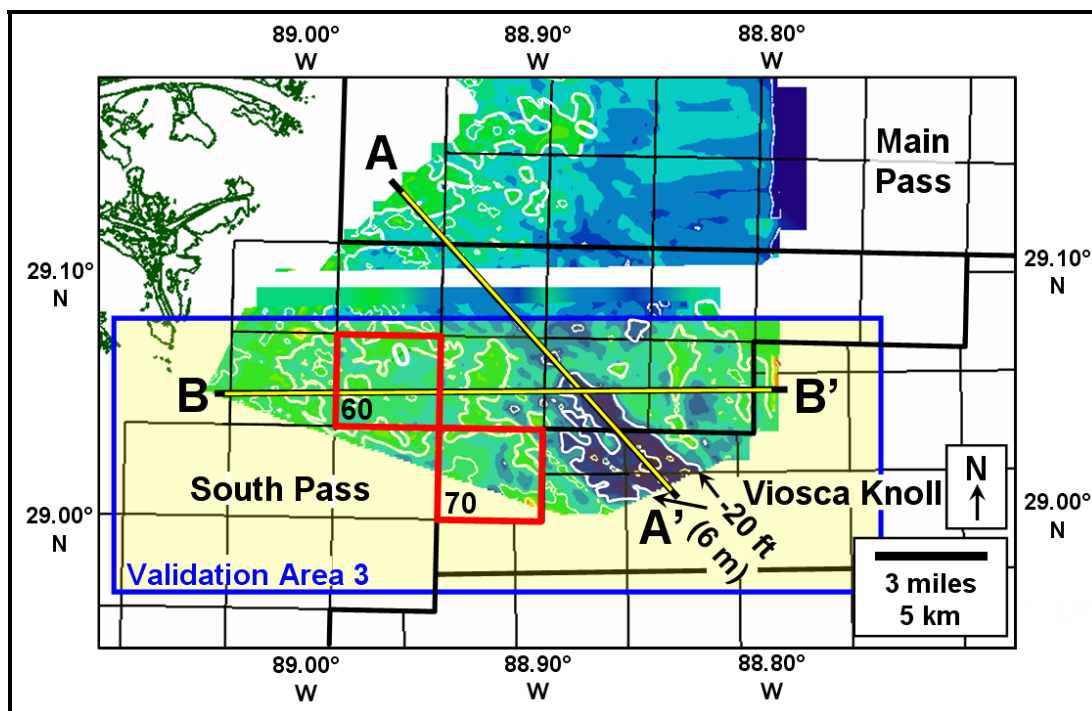 89.00°
W
88.90°
W
88.80°
W
Main
Pass
A
0
29.10°
N
29.10°
N
0
B
B’
60
South Pass
70
Viosca Knoll
N
29.00°
N
29.00°
N
A’
-20 ft
(6 m)
Validation Area 3
3 miles
5 km
89.00°
W
88.90°
W
88.80°
W